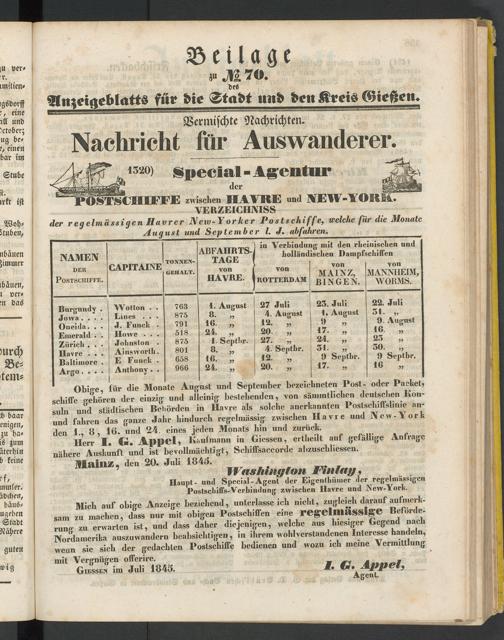 Beilage
zu № 70.
des
Anzeigeblatts für die Stadt und den Kreis Gießen.
Vermischte Nachrichten.
Nachricht für Auswanderer.
1320) Special-Agentur
der
POSTSCHIFFE zwischen HAVRE und NEW-YORK.
VERZEICHNISS
der regelmässigen Havrer New-Yorker Postschiffe, welche für die Monate
August und September l. J. abfahren.
NAMEN DER POSTSCHIFFE. CAPITAINE TONNEN-GEHALT. ABFAHRTS-TAGE von HAVRE. in Verbindung mit den rheinischen und holländischen Dampfschiffen
von ROTTERDAM von MAINZ, BINGEN. von MANNHEIM, WORMS.
Burgundy . Wotton . . 763 1. August 27 Juli 23. Juli 22. Juli
Jowa . . . . Lines . . . 875 8. „ 4. August 1. August 31. „
Oneida . . . J. Funck . 791 16. „ 12. „ 9 „ 9. August
Emerald . . Howe . . . 518 24. „ 20. „ 17. „ 16 „
Zürich . . . Johnston 875 1. Septbr. 27. „ 24. „ 23 „
Havre . . . . Ainsworth. 801 8. „ 4. Septbr. 31. „ 30. „
Baltimore . E. Funck . 658 16. „ 12. „ 9 Septbr. 9 Septbr.
Argo . . . . Anthony . 966 24. „ 20. „ 17. „ 16 „
Obige, für die Monate August und September bezeichneten Post- oder Packet-
schiffe gehören der einzig und alleinig bestehenden, von sämmtlichen deutschen Kon-
suln und städtischen Behörden in Havre als solche anerkannten Postschiffslinie an-
und fahren das ganze Jahr hindurch regelmässig zwischen Havre und New-York
den 1., 8., 16. und 24. eines jeden Monats hin und zurück.
Herr I. G. Appel, Kaufmann in Giessen, ertheilt auf gefällige Anfrage
nähere Auskunft und ist bevollmächtigt, Schiffsaccorde abzuschliessen.
Mainz, den 20. Juli 1845.
Washington Finlay,
Haupt- und Special-Agent der Eigenthümer der regelmässigen
Postschiffs-Verbindung zwischen Havre und New-York.
Mich auf obige Anzeige beziehend, unterlasse ich nicht, zugleich darauf aufmerk-
sam zu machen, dass nur mit obigen Postschiffen eine regelmässige Beförde-
rung zu erwarten ist, und dass daher diejenigen, welche aus hiesiger Gegend nach
Nordamerika auszuwandern beabsichtigen, in ihrem wohlverstandenen Interesse handeln,
wenn sie sich der gedachten Postschiffe bedienen und wozu ich meine Vermittlung
mit Vergnügen offerire.
GIESSEN im Juli 1845.
I. G. Appel,
Agent.